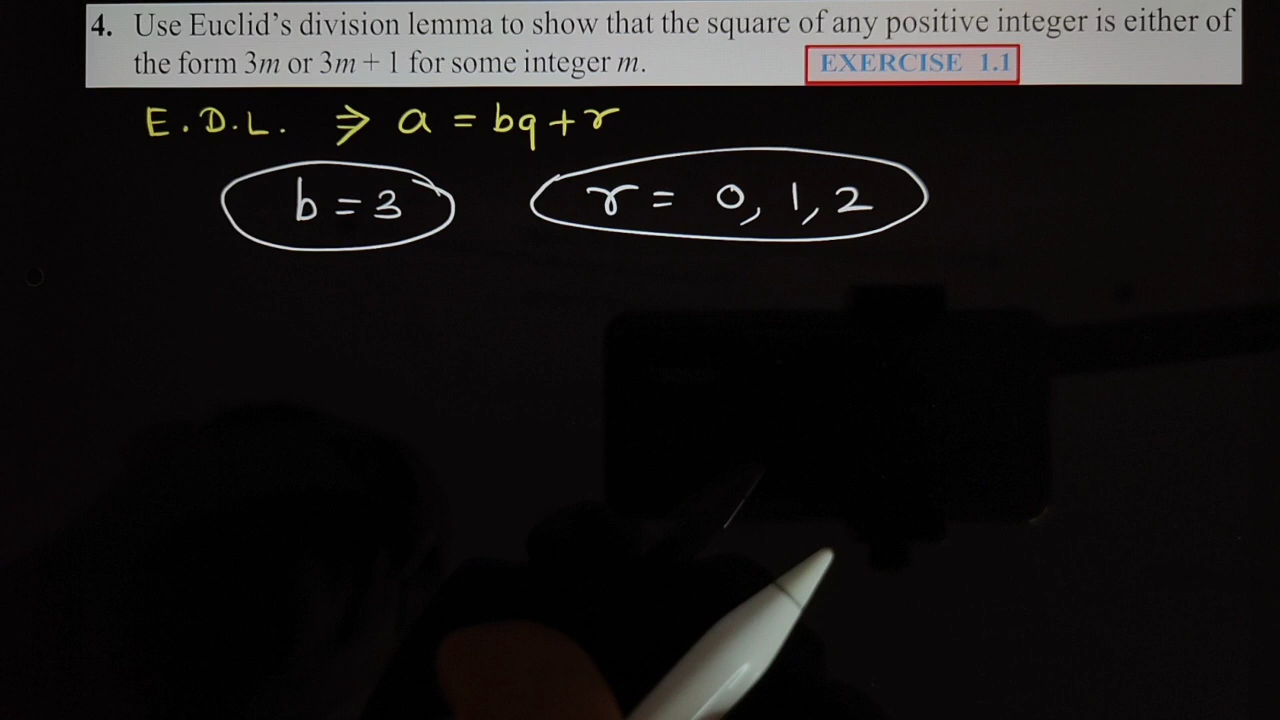 4. Use Euclid's division lemma to show that the square of any positive integer is either of
the form 3m or 3m + 1 for some integer m.
EXERCISE 1.1
E.D.L. ⇒ a = bq + r
b = 3
r = 0, 1, 2